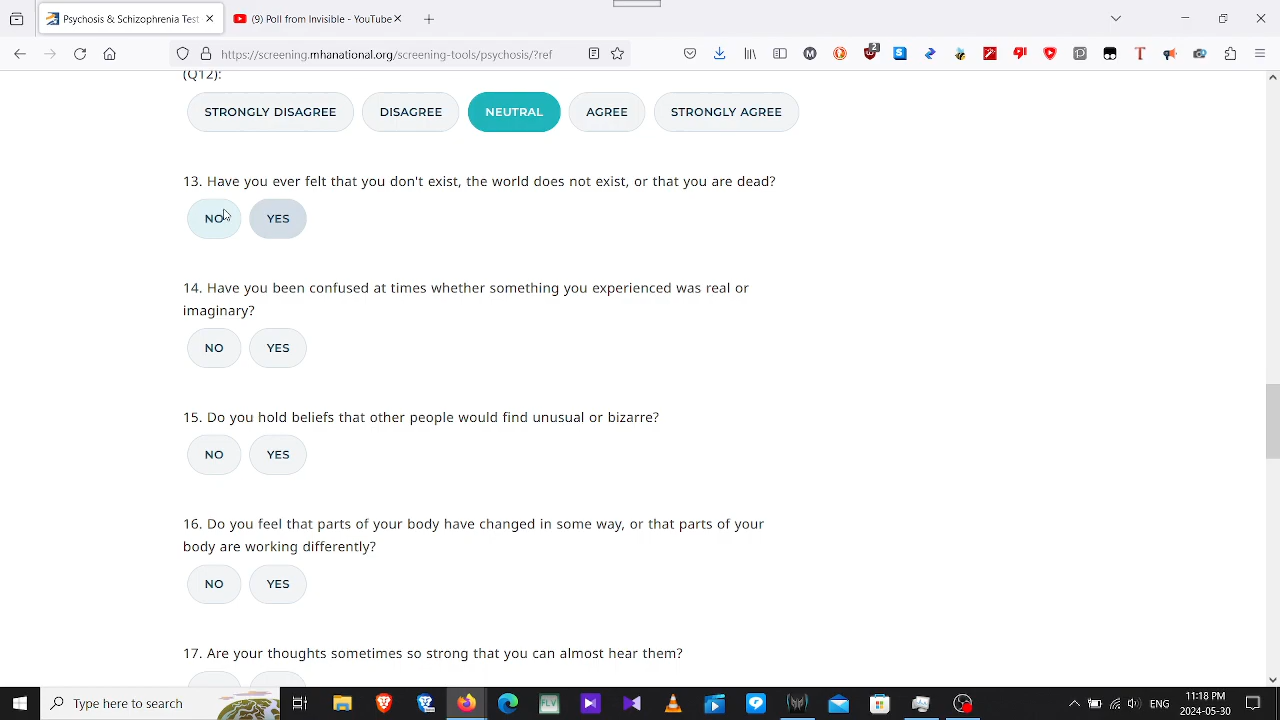 Psychosis & Schizophrenia Test
(9) Poll from Invisible - YouTube
https://screening.mhanational.org/screening-tools/psychosis/?ref
2
(Q12):
STRONGLY DISAGREE DISAGREE NEUTRAL AGREE STRONGLY AGREE
13. Have you ever felt that you don't exist, the world does not exist, or that you are dead?
NO YES
14. Have you been confused at times whether something you experienced was real or
imaginary?
NO YES
15. Do you hold beliefs that other people would find unusual or bizarre?
NO YES
16. Do you feel that parts of your body have changed in some way, or that parts of your
body are working differently?
NO YES
17. Are your thoughts sometimes so strong that you can almost hear them?
Type here to search
FLV
ENG
11:18 PM
2024-05-30